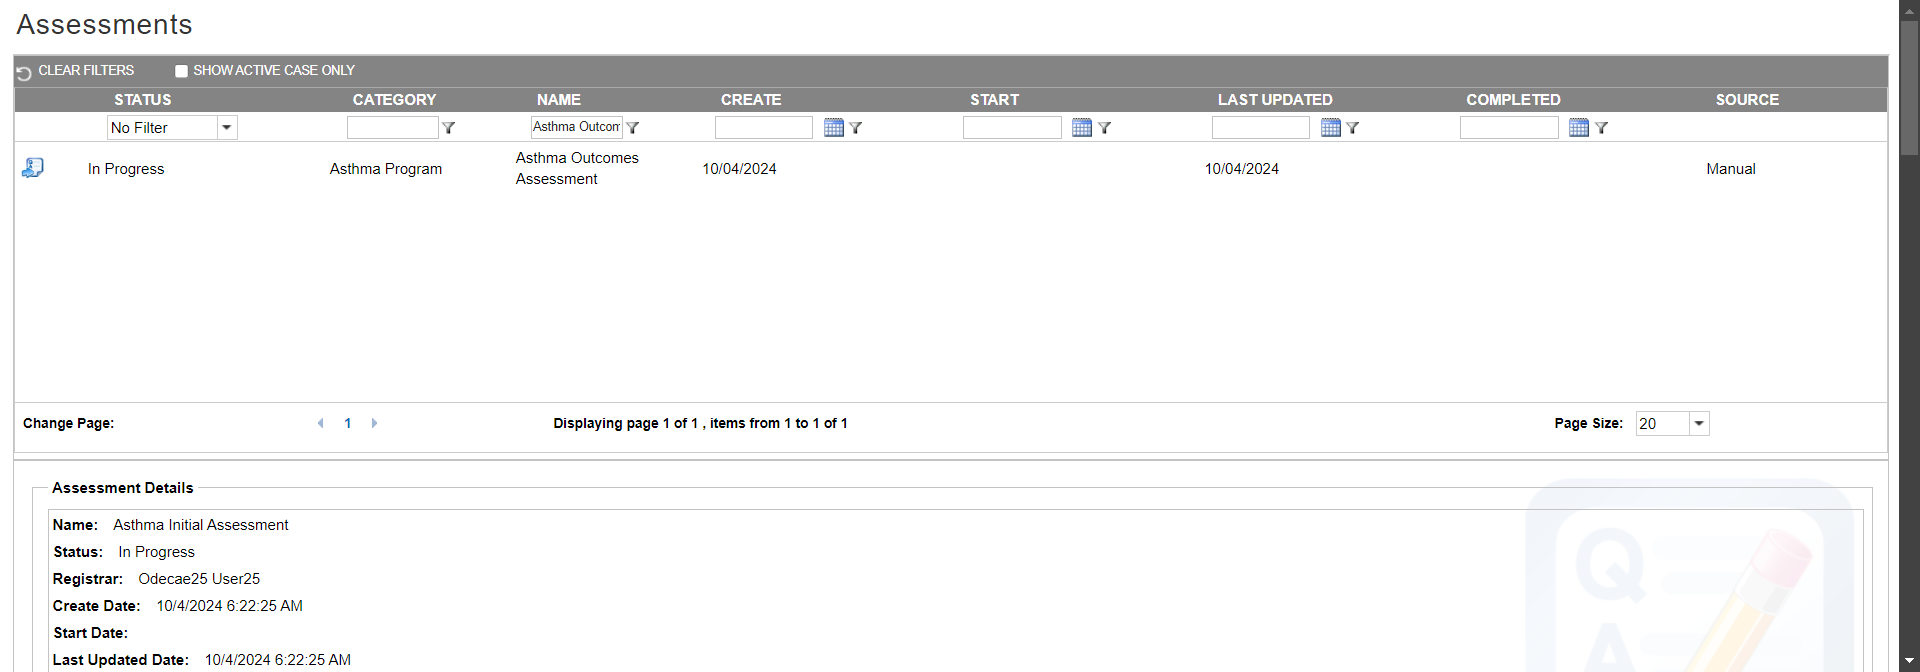 Assessments
CLEAR FILTERS SHOW ACTIVE CASE ONLY
STATUS CATEGORY NAME CREATE START LAST UPDATED COMPLETED SOURCE
No Filter Asthma Outcom
In Progress Asthma Program Asthma Outcomes 10/04/2024 10/04/2024 Manual
Assessment
Change Page: 1 Displaying page 1 of 1 , items from 1 to 1 of 1 Page Size: 20
Assessment Details
Name: Asthma Initial Assessment
Status: In Progress
Registrar: Odecae25 User25
Create Date: 10/4/2024 6:22:25 AM
Start Date:
Last Updated Date: 10/4/2024 6:22:25 AM
Q
A